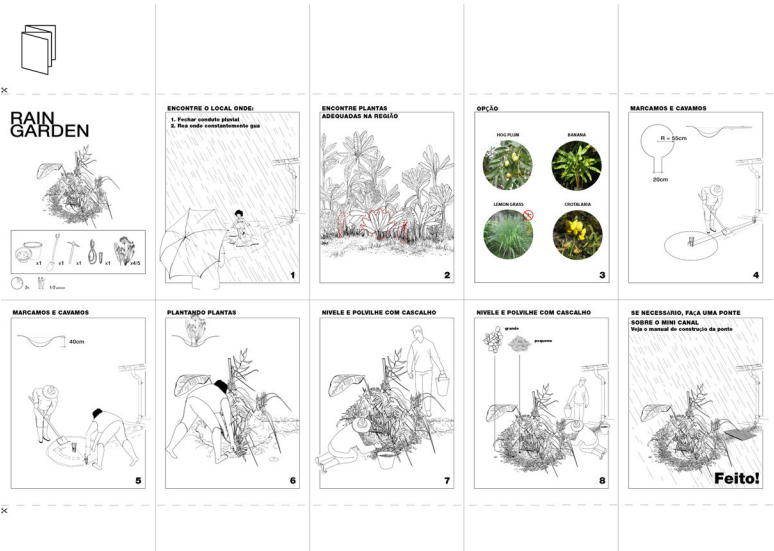 RAIN
GARDEN
x1
x1
x1
x1
x4/5
ENCONTRE O LOCAL ONDE:
1. Fechar conduto pluvial
2. Rea onde constantemente gua
1
ENCONTRE PLANTAS
ADEQUADAS NA REGIÃO
2
OPÇÃO
HOG PLUM
BANANA
LEMON GRASS
CROTALARIA
3
MARCAMOS E CAVAMOS
R = 55cm
20cm
4
MARCAMOS E CAVAMOS
40cm
5
PLANTANDO PLANTAS
6
NIVELE E POLVILHE COM CASCALHO
7
NIVELE E POLVILHE COM CASCALHO
grande
pequeno
8
SE NECESSÁRIO, FAÇA UMA PONTE
SOBRE O MINI CANAL
Veja o manual de construção da ponte
Feito!